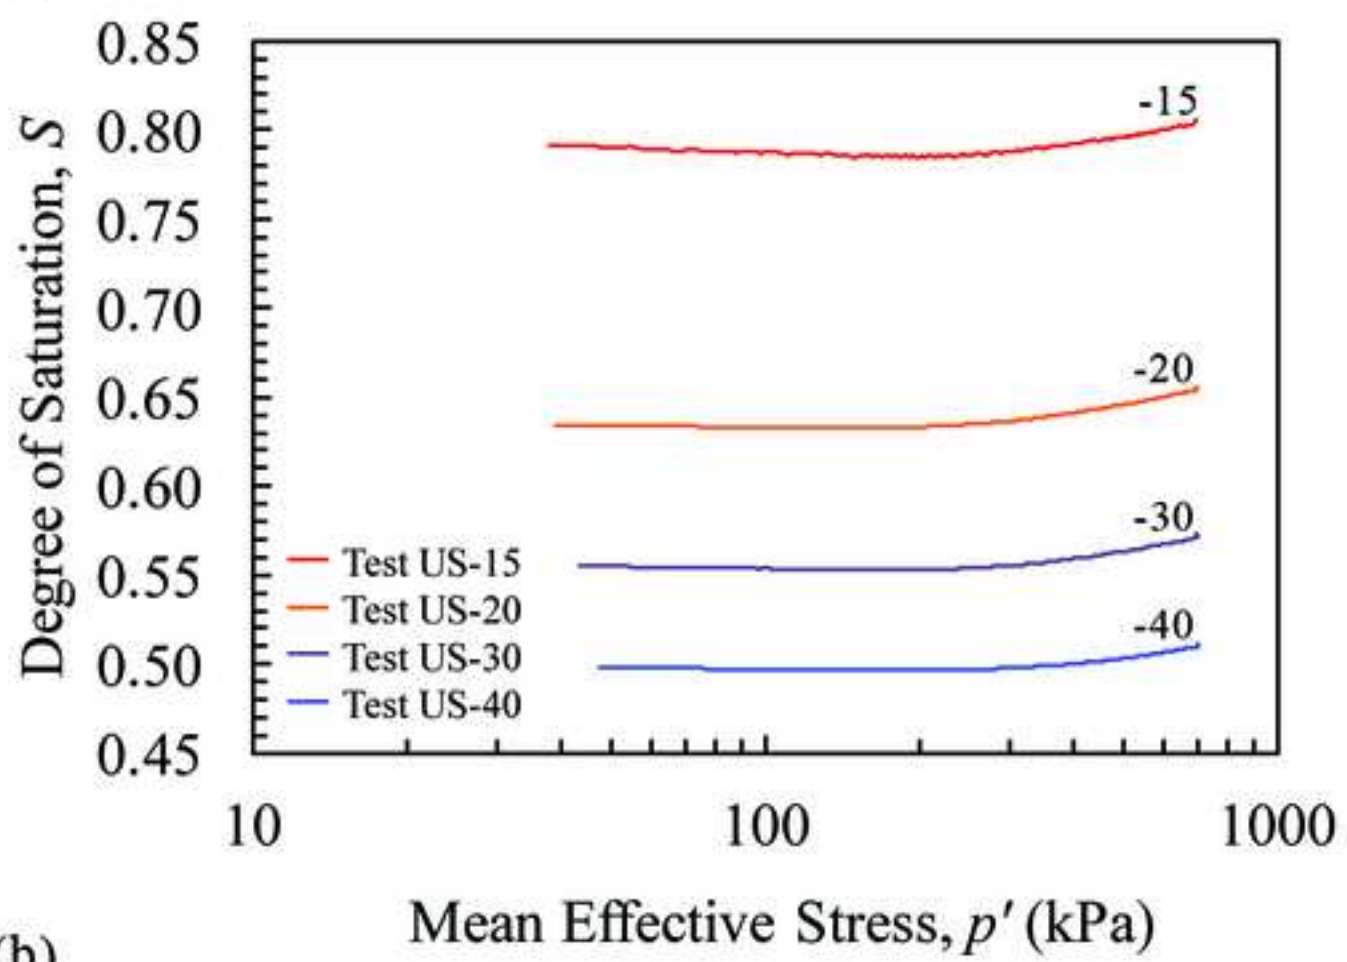 0.85
0.80
0.75
0.70
0.65
0.60
0.55
0.50
0.45
Degree of Saturation, S
-15
-20
-30
-40
Test US-15
Test US-20
Test US-30
Test US-40
10 100 1000
Mean Effective Stress, p′ (kPa)
(b)